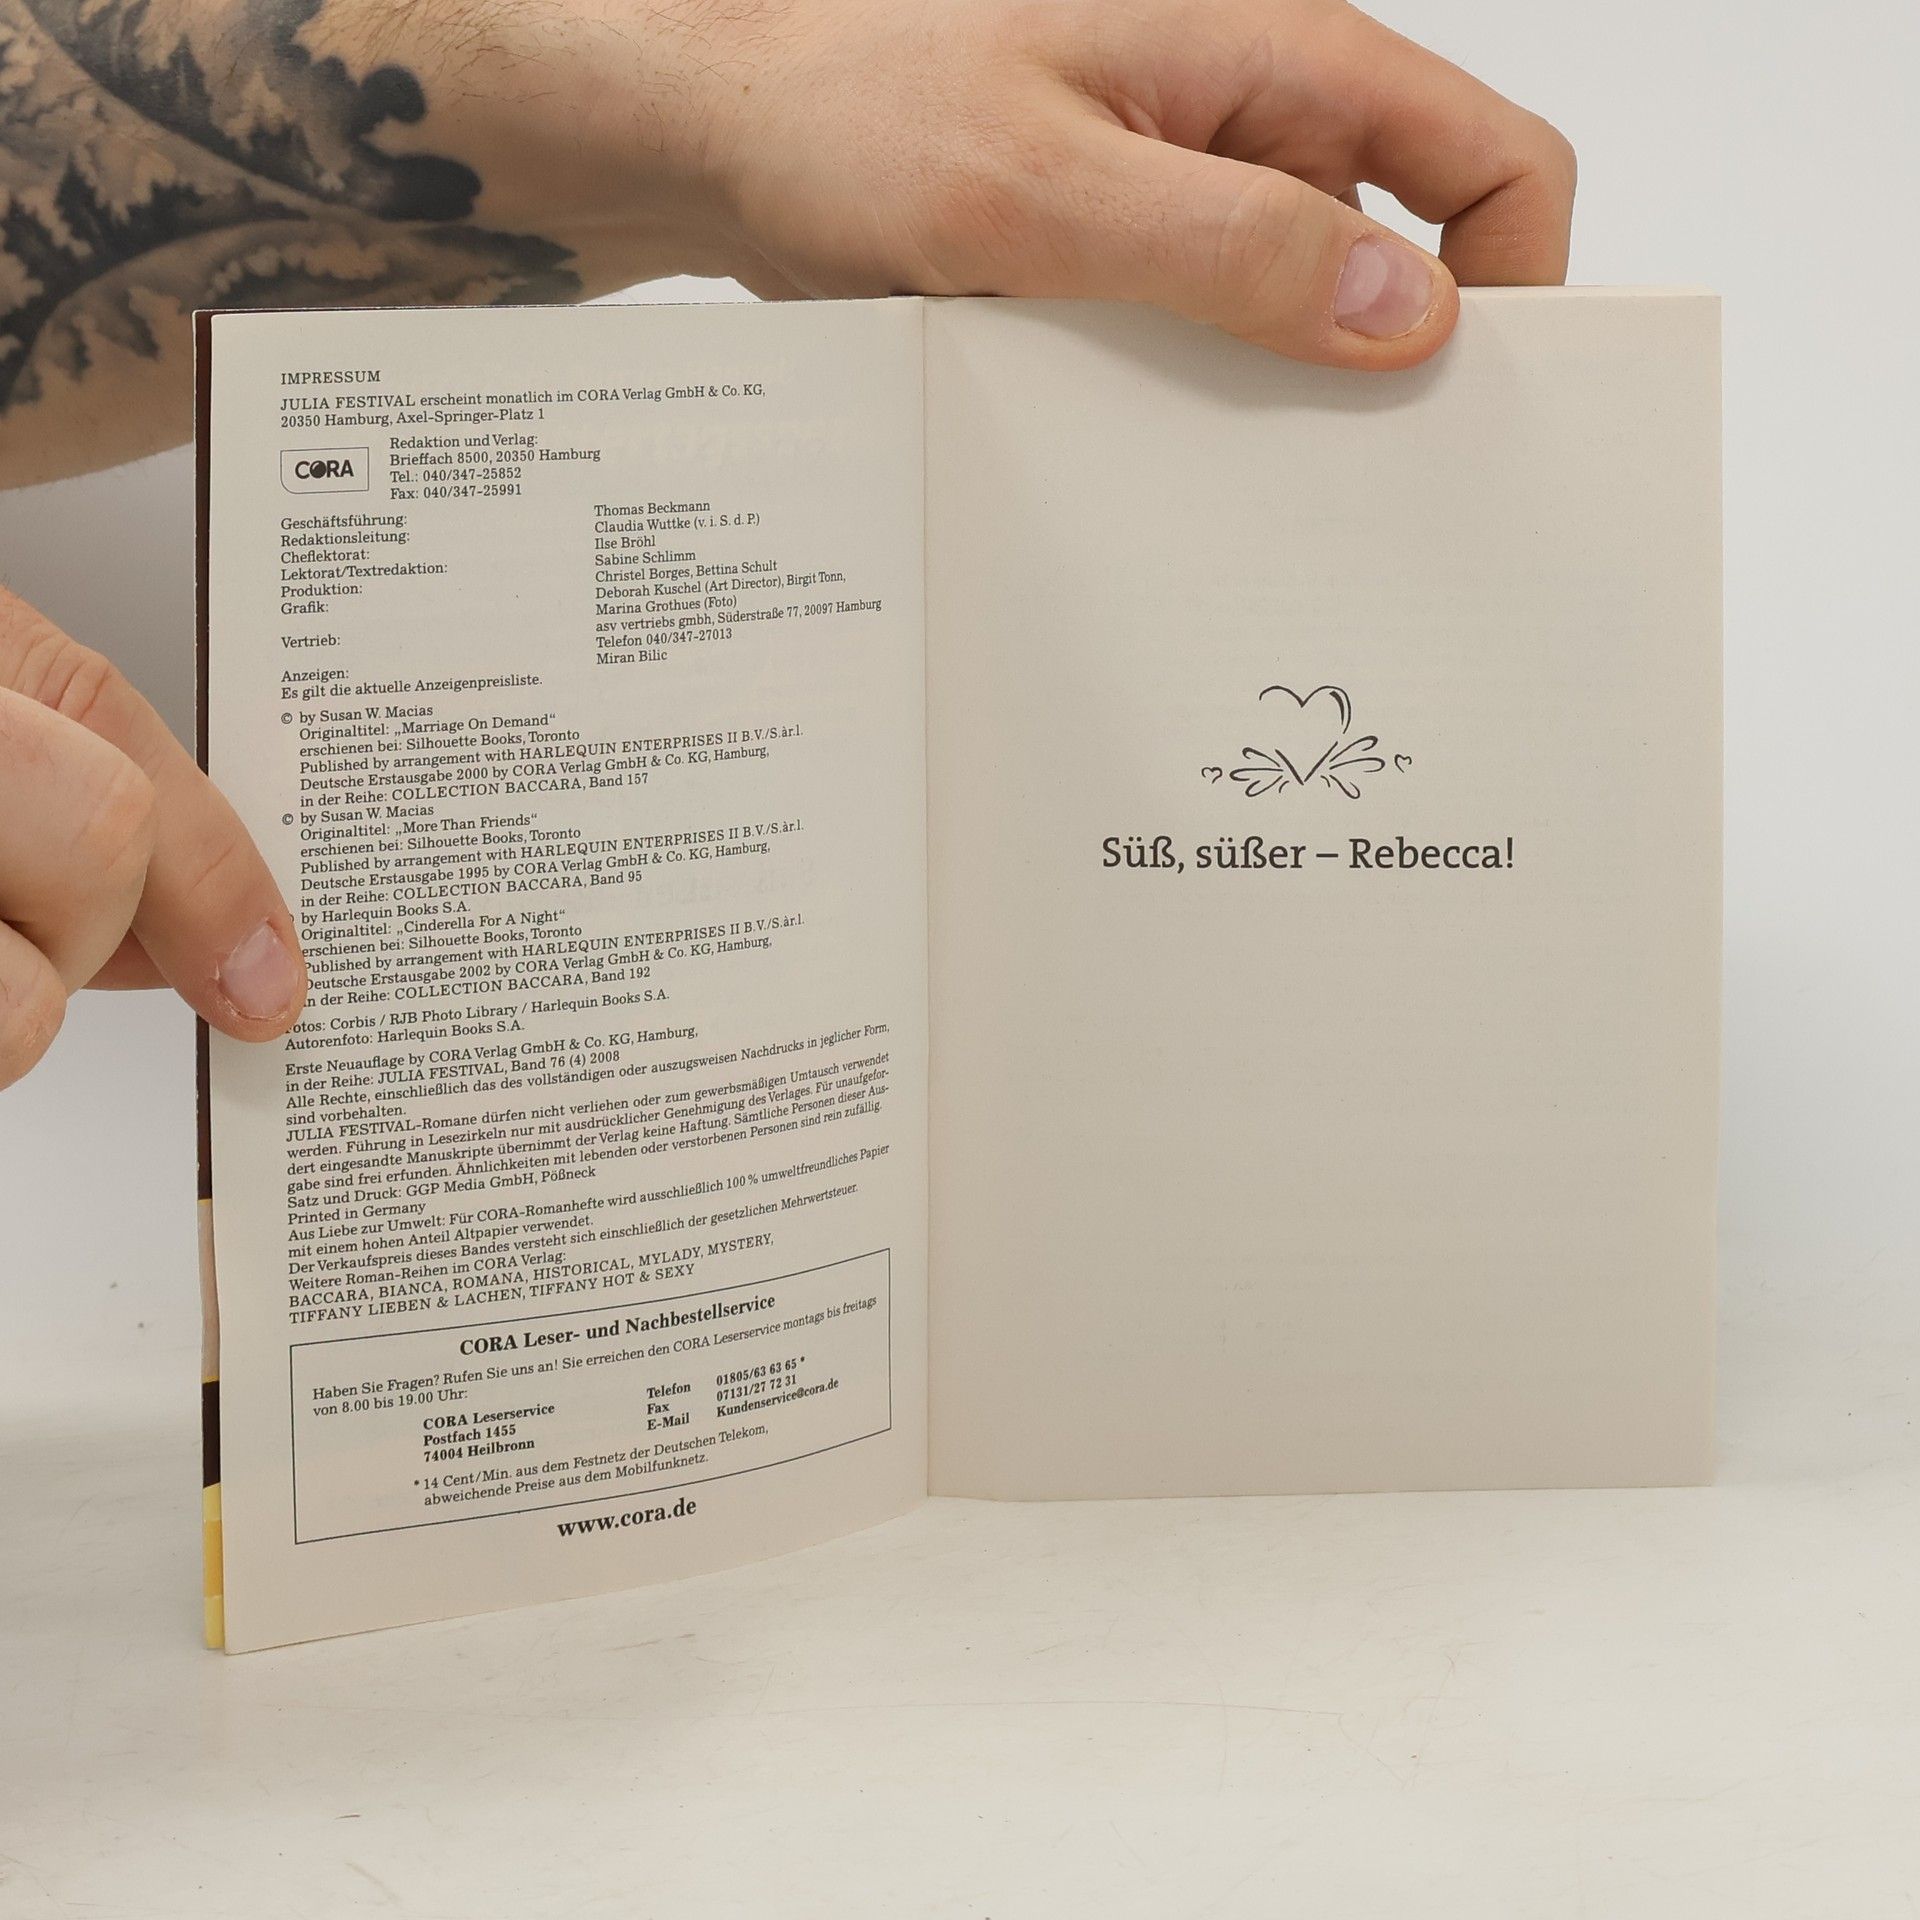 IMPRESSUM
JULIA FESTIVAL erscheint monatlich im CORA Verlag GmbH & Co. KG,
20350 Hamburg, Axel-Springer-Platz 1
CORA
Redaktion und Verlag:
Brieffach 8500, 20350 Hamburg
Tel.: 040/347-25852
Fax: 040/347-25991
Geschäftsführung:
Redaktionsleitung:
Cheflektorat:
Lektorat/Textredaktion:
Produktion:
Grafik:
Vertrieb:
Anzeigen:
Thomas Beckmann
Claudia Wuttke (v. i. S. d. P.)
Ilse Bröhl
Sabine Schlimm
Christel Borges, Bettina Schult
Deborah Kuschel (Art Director), Birgit Tonn,
Marina Grothues (Foto)
asv vertriebs gmbh, Süderstraße 77, 20097 Hamburg
Telefon 040/347-27013
Miran Bilic
Es gilt die aktuelle Anzeigenpreisliste.
© by Susan W. Macias
Originaltitel: „Marriage On Demand“
erschienen bei: Silhouette Books, Toronto
Published by arrangement with HARLEQUIN ENTERPRISES II B.V./S.àr.l.
Deutsche Erstausgabe 2000 by CORA Verlag GmbH & Co. KG, Hamburg,
in der Reihe: COLLECTION BACCARA, Band 157
© by Susan W. Macias
Originaltitel: „More Than Friends“
erschienen bei: Silhouette Books, Toronto
Published by arrangement with HARLEQUIN ENTERPRISES II B.V./S.àr.l.
Deutsche Erstausgabe 1995 by CORA Verlag GmbH & Co. KG, Hamburg,
in der Reihe: COLLECTION BACCARA, Band 95
by Harlequin Books S.A.
Originaltitel: „Cinderella For A Night“
erschienen bei: Silhouette Books, Toronto
Published by arrangement with HARLEQUIN ENTERPRISES II B.V./S.àr.l.
Deutsche Erstausgabe 2002 by CORA Verlag GmbH & Co. KG, Hamburg,
in der Reihe: COLLECTION BACCARA, Band 192
Fotos: Corbis / RJB Photo Library / Harlequin Books S.A.
Autorenfoto: Harlequin Books S.A.
Erste Neuauflage by CORA Verlag GmbH & Co. KG, Hamburg,
in der Reihe: JULIA FESTIVAL, Band 76 (4) 2008
Alle Rechte, einschließlich das des vollständigen oder auszugsweisen Nachdrucks in jeglicher Form,
sind vorbehalten.
JULIA FESTIVAL-Romane dürfen nicht verliehen oder zum gewerbsmäßigen Umtausch verwendet
werden. Führung in Lesezirkeln nur mit ausdrücklicher Genehmigung des Verlages. Für unaufgefor-
dert eingesandte Manuskripte übernimmt der Verlag keine Haftung. Sämtliche Personen dieser Aus-
gabe sind frei erfunden. Ähnlichkeiten mit lebenden oder verstorbenen Personen sind rein zufällig.
Satz und Druck: GGP Media GmbH, Pößneck
Printed in Germany
Aus Liebe zur Umwelt: Für CORA-Romanhefte wird ausschließlich 100 % umweltfreundliches Papier
mit einem hohen Anteil Altpapier verwendet.
Der Verkaufspreis dieses Bandes versteht sich einschließlich der gesetzlichen Mehrwertsteuer.
Weitere Roman-Reihen im CORA Verlag:
BACCARA, BIANCA, ROMANA, HISTORICAL, MYLADY, MYSTERY,
TIFFANY LIEBEN & LACHEN, TIFFANY HOT & SEXY
CORA Leser- und Nachbestellservice
Haben Sie Fragen? Rufen Sie uns an! Sie erreichen den CORA Leserservice montags bis freitags
von 8.00 bis 19.00 Uhr:
CORA Leserservice
Postfach 1455
74004 Heilbronn
Telefon 01805/63 63 65 *
Fax 07131/27 72 31
E-Mail Kundenservice@cora.de
* 14 Cent/Min. aus dem Festnetz der Deutschen Telekom,
abweichende Preise aus dem Mobilfunknetz.
www.cora.de
Süß, süßer – Rebecca!